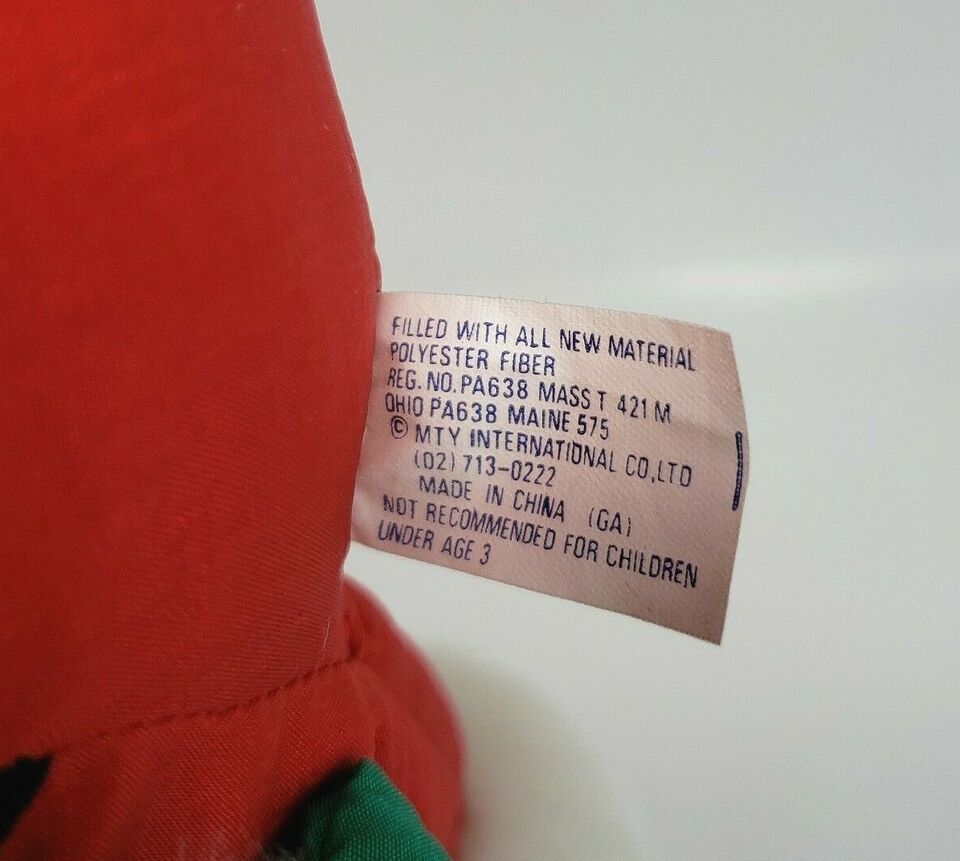 FILLED WITH ALL NEW MATERIAL
POLYESTER FIBER
REG. NO. PA638 MASS T 421 M
OHIO PA638 MAINE 575
© MTY INTERNATIONAL CO,LTD
(02) 713-0222
MADE IN CHINA (GA)
NOT RECOMMENDED FOR CHILDREN
UNDER AGE 3